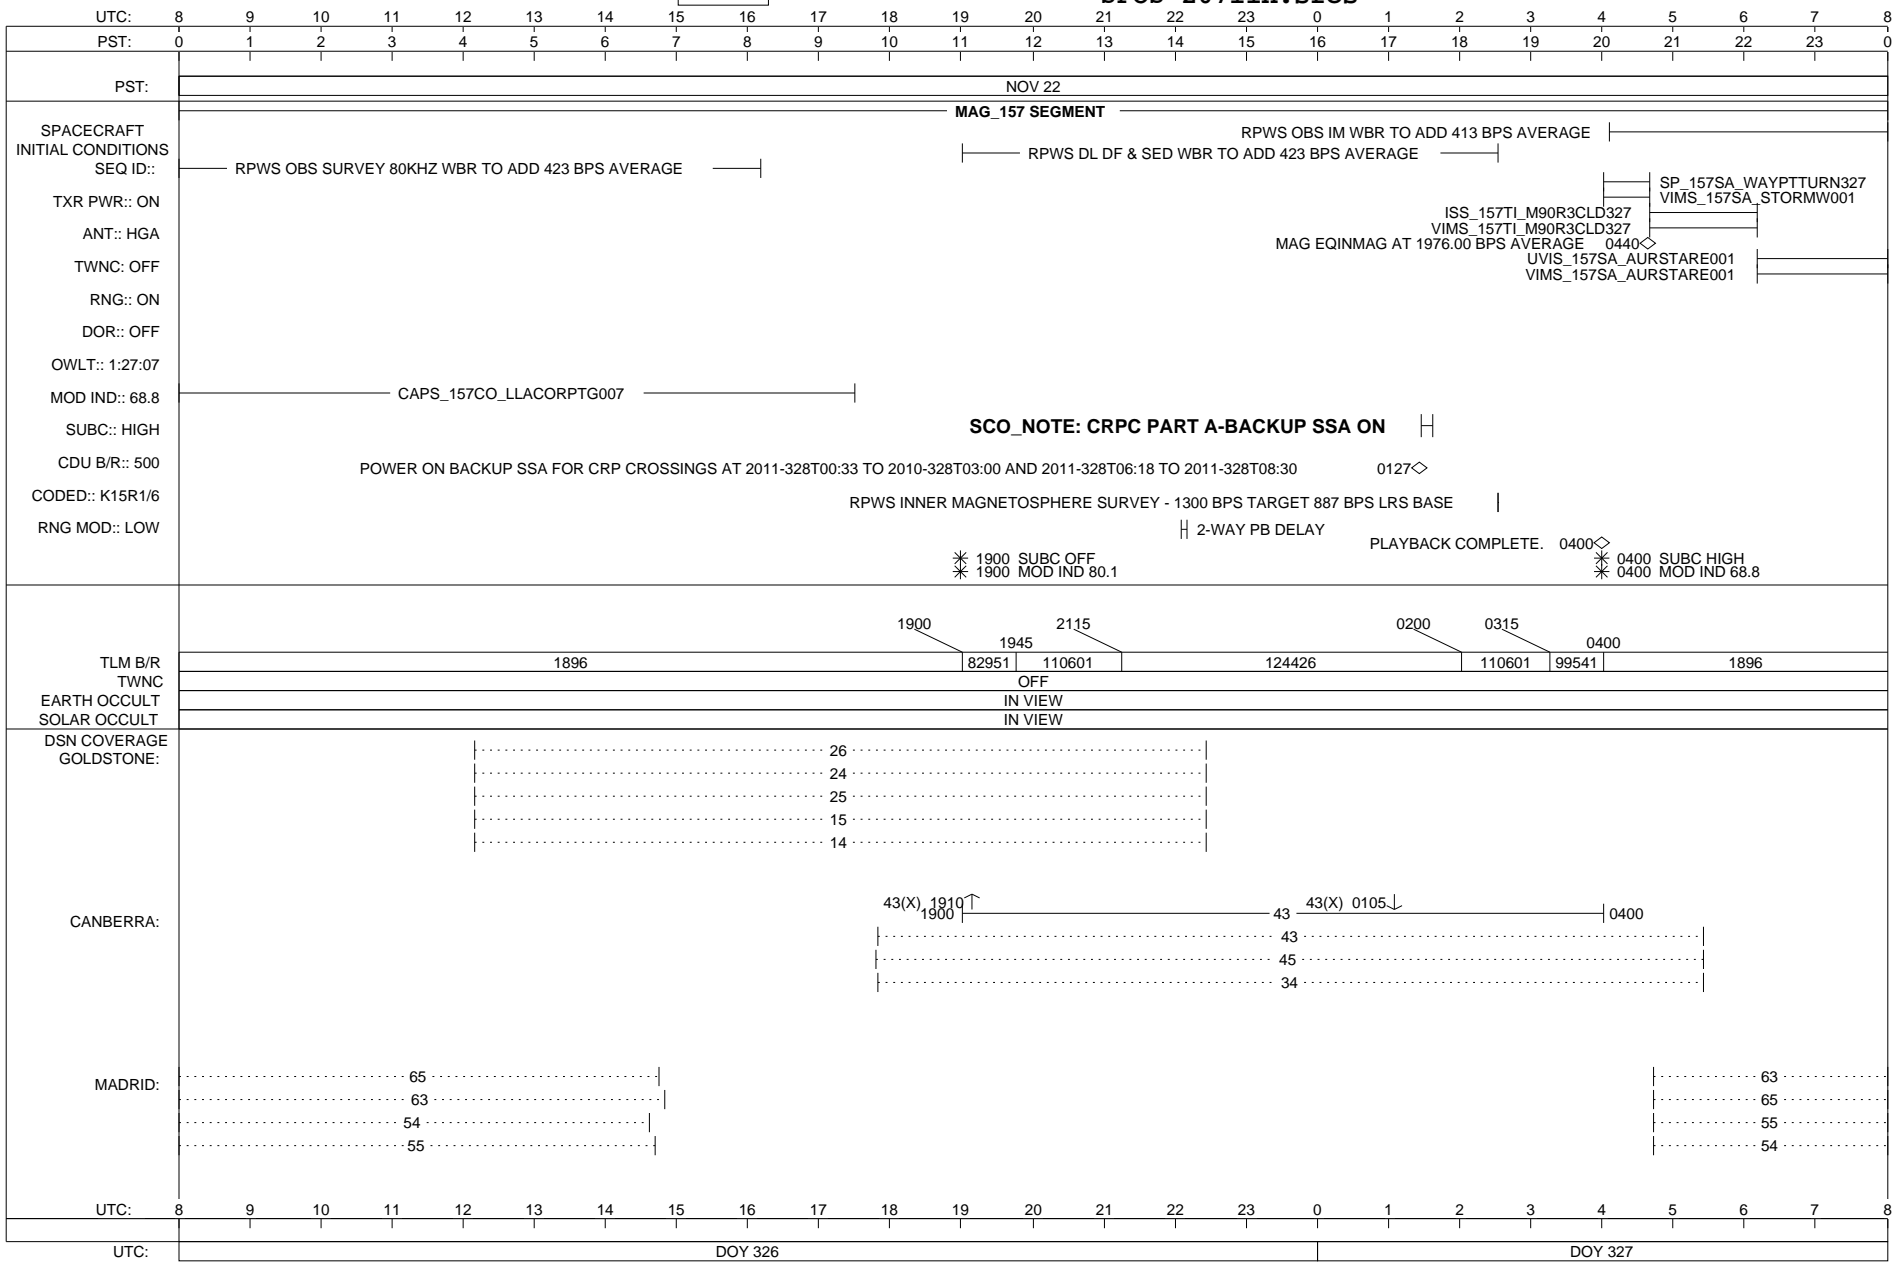 UTC: 8 9 10 11 12 13 14 15 16 17 18 19 20 21 22 23 0 1 2 3 4 5 6 7 8
PST: 0 1 2 3 4 5 6 7 8 9 10 11 12 13 14 15 16 17 18 19 20 21 22 23 0
PST: NOV 22
MAG_157 SEGMENT
SPACECRAFT
INITIAL CONDITIONS
RPWS OBS IM WBR TO ADD 413 BPS AVERAGE
RPWS DL DF & SED WBR TO ADD 423 BPS AVERAGE
SEQ ID:: RPWS OBS SURVEY 80KHZ WBR TO ADD 423 BPS AVERAGE
SP_157SA_WAYPTTURN327
TXR PWR:: ON
VIMS_157SA_STORMW001
ISS_157TI_M90R3CLD327
VIMS_157TI_M90R3CLD327
ANT:: HGA
MAG EQINMAG AT 1976.00 BPS AVERAGE 0440
UVIS_157SA_AURSTARE001
TWNC: OFF
VIMS_157SA_AURSTARE001
RNG:: ON
DOR:: OFF
OWLT:: 1:27:07
MOD IND:: 68.8
CAPS_157CO_LLACORPTG007
SUBC:: HIGH
SCO_NOTE: CRPC PART A-BACKUP SSA ON
CDU B/R:: 500
POWER ON BACKUP SSA FOR CRP CROSSINGS AT 2011-328T00:33 TO 2010-328T03:00 AND 2011-328T06:18 TO 2011-328T08:30 0127
CODED:: K15R1/6
RPWS INNER MAGNETOSPHERE SURVEY - 1300 BPS TARGET 887 BPS LRS BASE
RNG MOD:: LOW
2-WAY PB DELAY
PLAYBACK COMPLETE. 0400
1900 SUBC OFF 0400 SUBC HIGH
1900 MOD IND 80.1 0400 MOD IND 68.8
1900 2115 0200 0315
1945 0400
TLM B/R 1896 82951 110601 124426 110601 99541 1896
TWNC OFF
EARTH OCCULT IN VIEW
SOLAR OCCULT IN VIEW
DSN COVERAGE
GOLDSTONE:
26
24
25
15
14
CANBERRA:
43(X) 1910 43(X) 0105
1900 43 0400
43
45
34
MADRID:
65 63
63 65
54 55
55 54
UTC: 8 9 10 11 12 13 14 15 16 17 18 19 20 21 22 23 0 1 2 3 4 5 6 7 8
UTC: DOY 326 DOY 327